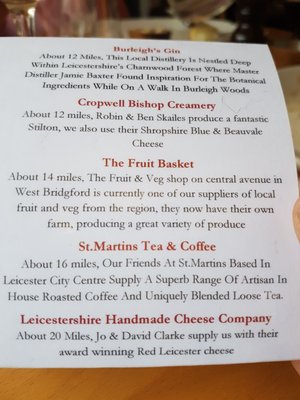 Burleigh's Gin
About 12 Miles, This Local Distillery Is Nestled Deep
Within Leicestershire's Charnwood Forest Where Master
Distiller Jamie Baxter Found Inspiration For The Botanical
Ingredients While On A Walk In Burleigh Woods
Cropwell Bishop Creamery
About 12 miles, Robin & Ben Skailes produce a fantastic
Stilton, we also use their Shropshire Blue & Beauvale
Cheese
The Fruit Basket
About 14 miles, The Fruit & Veg shop on central avenue in
West Bridgford is currently one of our suppliers of local
fruit and veg from the region, they now have their own
farm, producing a great variety of produce
St.Martins Tea & Coffee
About 16 miles, Our Friends At St.Martins Based In
Leicester City Centre Supply A Superb Range Of Artisan In
House Roasted Coffee And Uniquely Blended Loose Tea.
Leicestershire Handmade Cheese Company
About 20 Miles, Jo & David Clarke supply us with their
award winning Red Leicester cheese